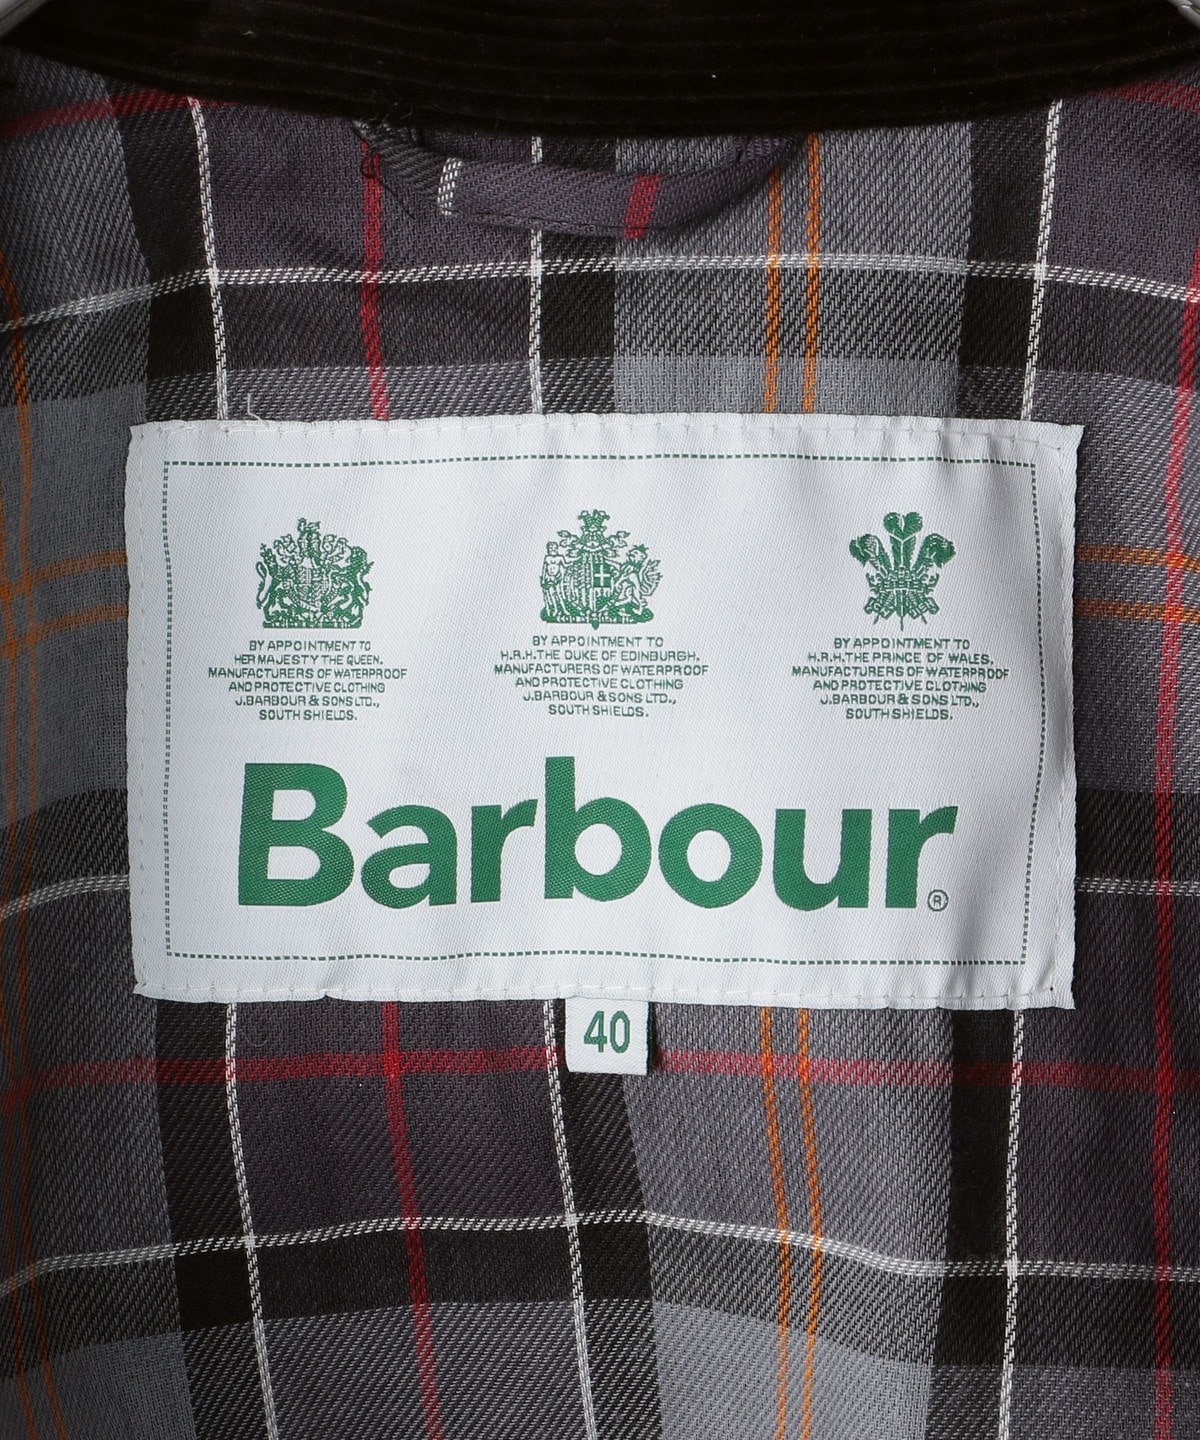 BY APPOINTMENT TO
HER MAJESTY THE QUEEN,
MANUFACTURERS OF WATERPROOF
AND PROTECTIVE CLOTHING
J.BARBOUR & SONS LTD.,
SOUTH SHIELDS.
BY APPOINTMENT TO
H.R.H.THE DUKE OF EDINBURGH.
MANUFACTURERS OF WATERPROOF
AND PROTECTIVE CLOTHING
J.BARBOUR & SONS LTD.,
SOUTH SHIELDS.
BY APPOINTMENT TO
H.R.H.THE PRINCE OF WALES.
MANUFACTURERS OF WATERPROOF
AND PROTECTIVE CLOTHING
J.BARBOUR & SONS LTD.,
SOUTH SHIELDS.
Barbour®
40